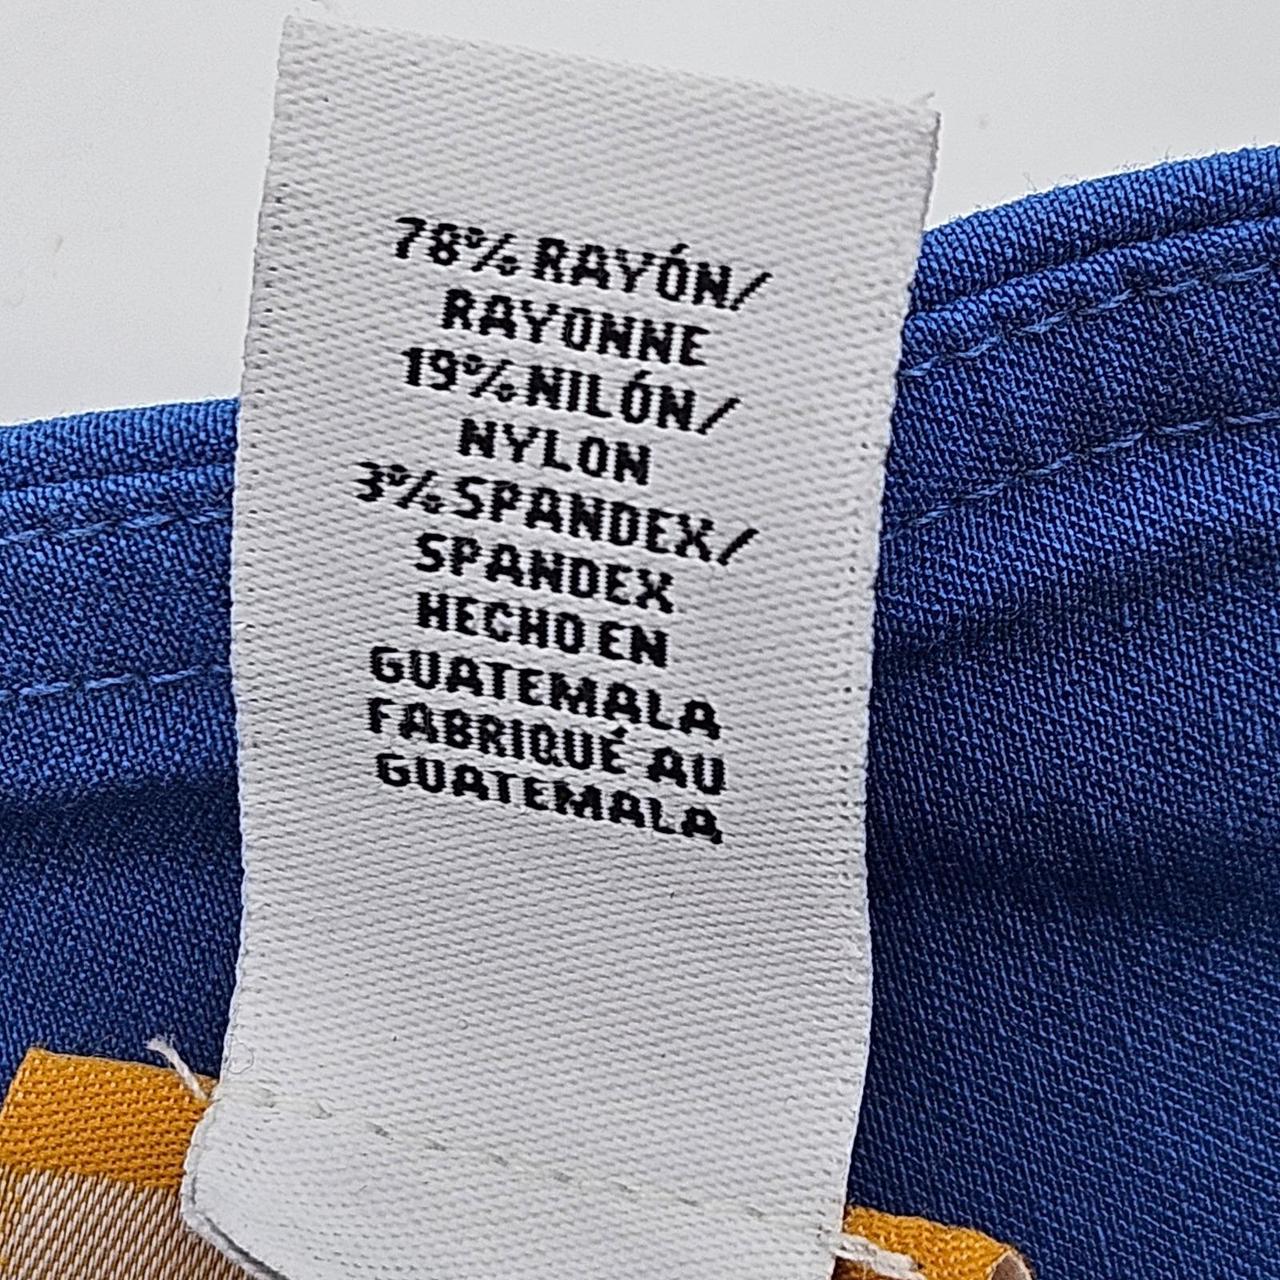 78% RAYÓN/
RAYONNE
19% NILÓN/
NYLON
3% SPANDEX/
SPANDEX
HECHO EN
GUATEMALA
FABRIQUÉ AU
GUATEMALA